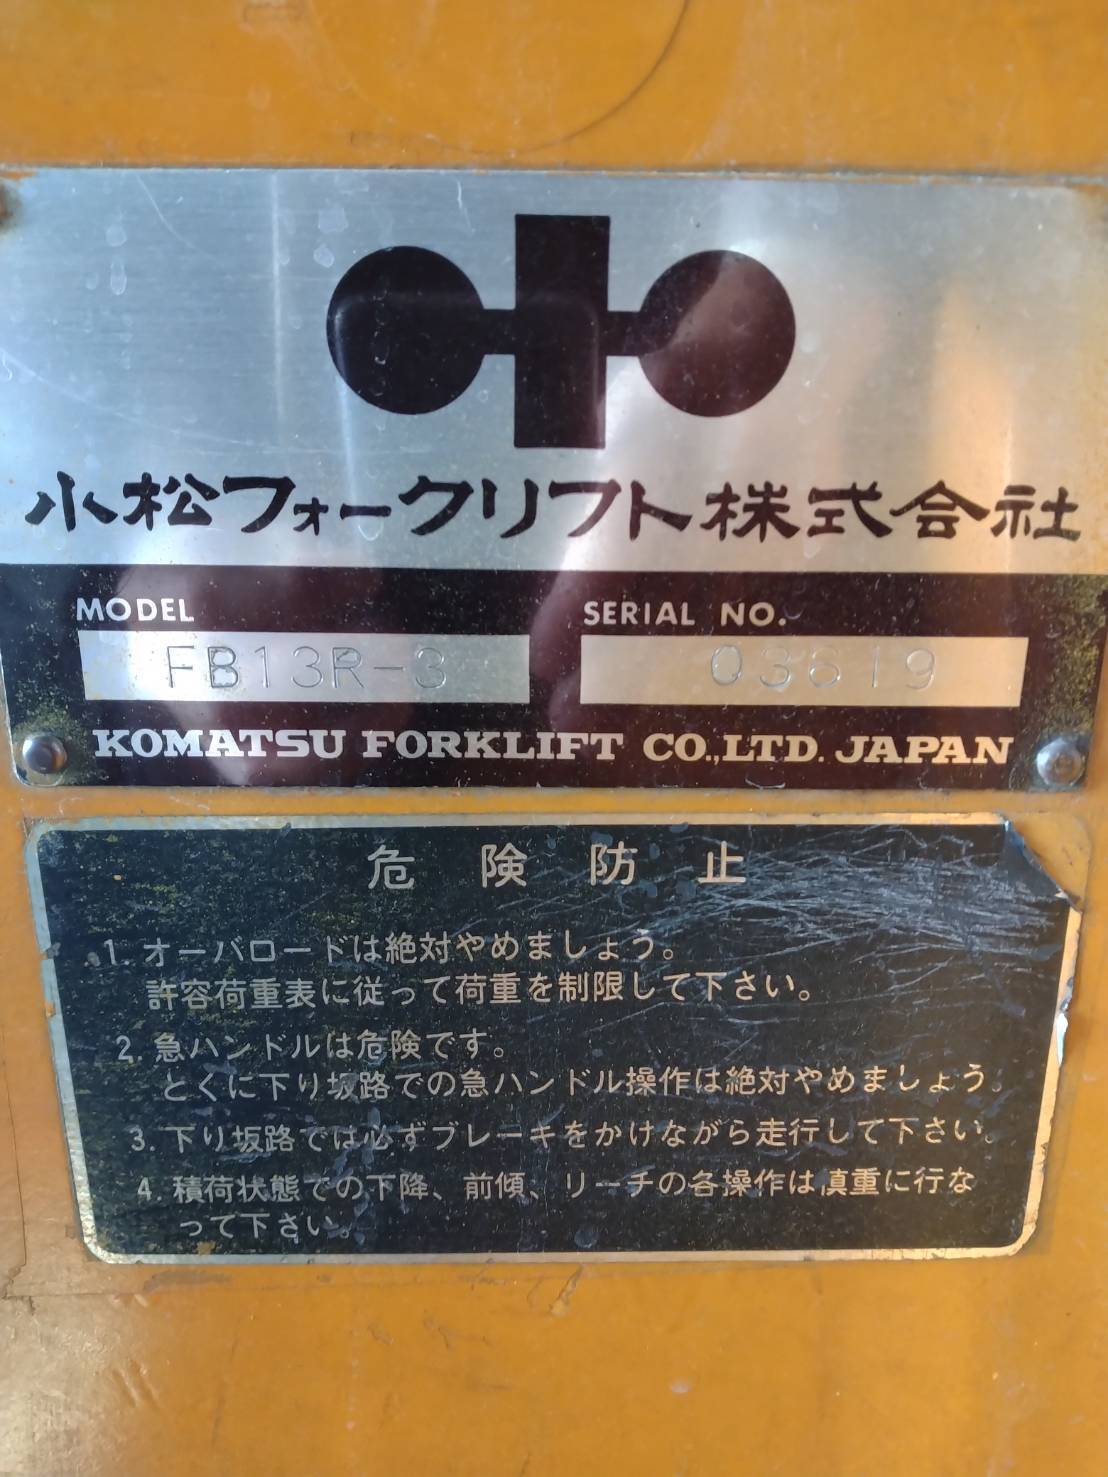 小松フォークリフト株式会社
MODEL
SERIAL NO.
FB13R-3
03619
KOMATSU FORKLIFT CO.,LTD. JAPAN
危険防止
1. オーバロードは絶対やめましょう。
許容荷重表に従って荷重を制限して下さい。
2. 急ハンドルは危険です。
とくに下り坂路での急ハンドル操作は絶対やめましょう。
3. 下り坂路では必ずブレーキをかけながら走行して下さい。
4. 積荷状態での下降、前傾、リーチの各操作は真重に行な
って下さい。